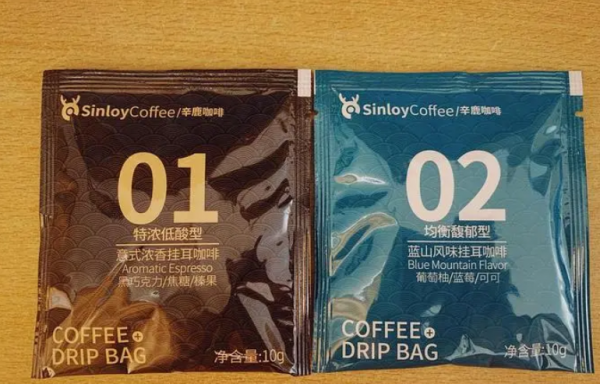 SinloyCoffee/辛鹿咖啡
01
特浓低酸型
意式浓香挂耳咖啡
Aromatic Espresso
黑巧克力/焦糖/榛果
COFFEE+
DRIP BAG
净含量:10g
SinloyCoffee/辛鹿咖啡
02
均衡馥郁型
蓝山风味挂耳咖啡
Blue Mountain Flavor
葡萄柚/蓝莓/可可
COFFEE+
DRIP BAG
净含量:10g